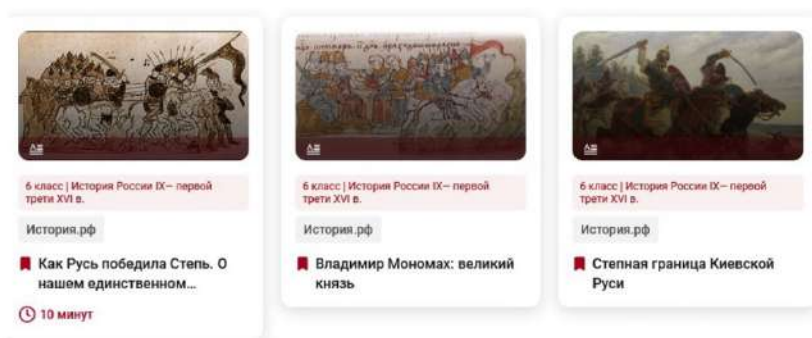 6 класс | История России IX– первой
трети XVI в.
История.рф
Как Русь победила Степь. О
нашем единственном...
10 минут
6 класс | История России IX– первой
трети XVI в.
История.рф
Владимир Мономах: великий
князь
6 класс | История России IX– первой
трети XVI в.
История.рф
Степная граница Киевской
Руси